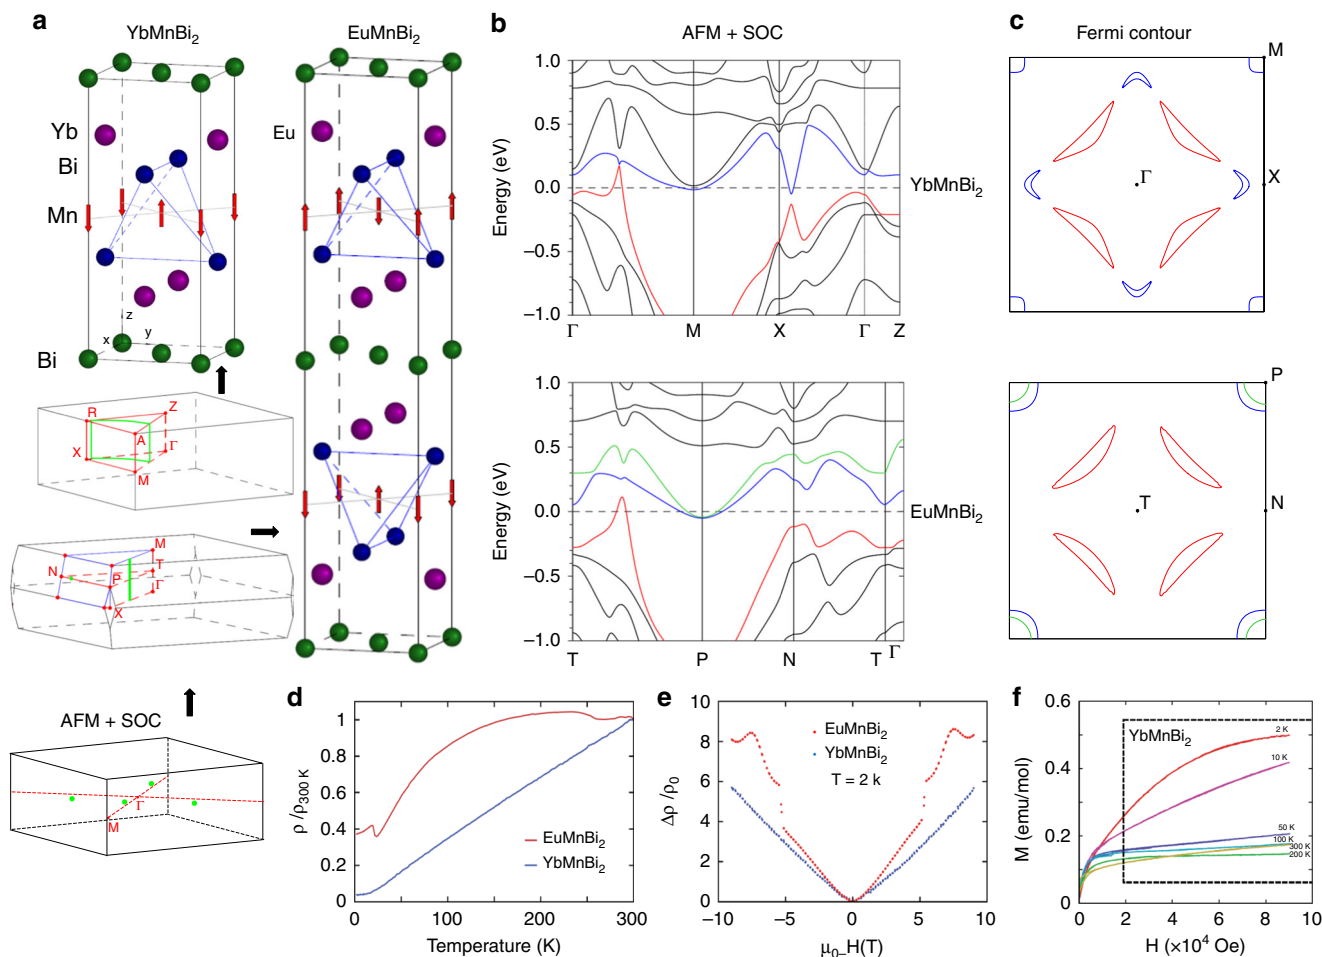 a
YbMnBi2
EuMnBi2
Yb
Bi
Mn
Bi
z
x
y
Eu
R
Z
A
X
Γ
M
M
N
T
P
Γ
X
AFM + SOC
Γ
M
b
AFM + SOC
Energy (eV)
1.0
0.5
0.0
−0.5
−1.0
Γ
M
X
Γ
Z
YbMnBi2
Energy (eV)
1.0
0.5
0.0
−0.5
−1.0
T
P
N
T
Γ
EuMnBi2
c
Fermi contour
M
Γ
X
P
T
N
d
ρ/ρ300 K
1
0.8
0.6
0.4
0.2
0
0 100 200 300
Temperature (K)
EuMnBi2
YbMnBi2
e
Δρ/ρ0
10
8
6
4
2
0
−10 −5 0 5 10
μ0_H(T)
EuMnBi2
YbMnBi2
T = 2 k
f
M (emu/mol)
0.6
0.4
0.2
0
0 2 4 6 8 10
H (×10⁴ Oe)
YbMnBi2
2 K
10 K
50 K
100 K
300 K
200 K